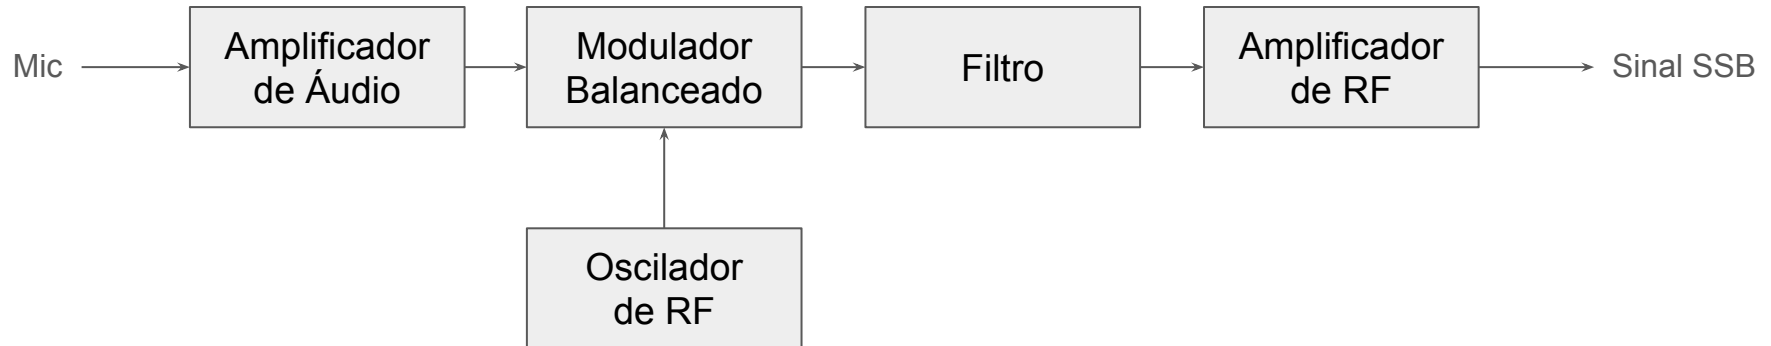 Mic
Amplificador
de Áudio
Modulador
Balanceado
Filtro
Amplificador
de RF
Sinal SSB
Oscilador
de RF